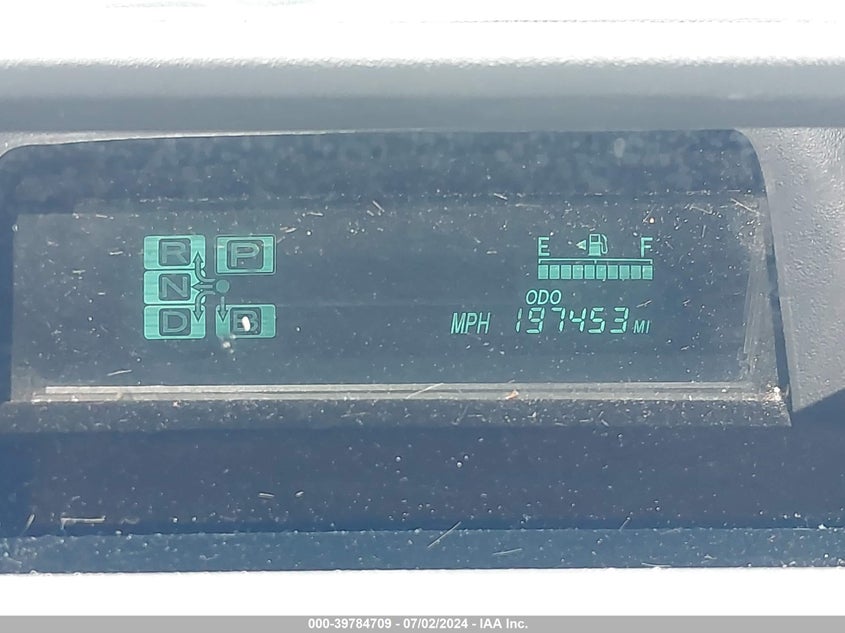 R P
N
D B
E F
ODO
MPH 197453 MI
000-39784709 - 07/02/2024 - IAA Inc.